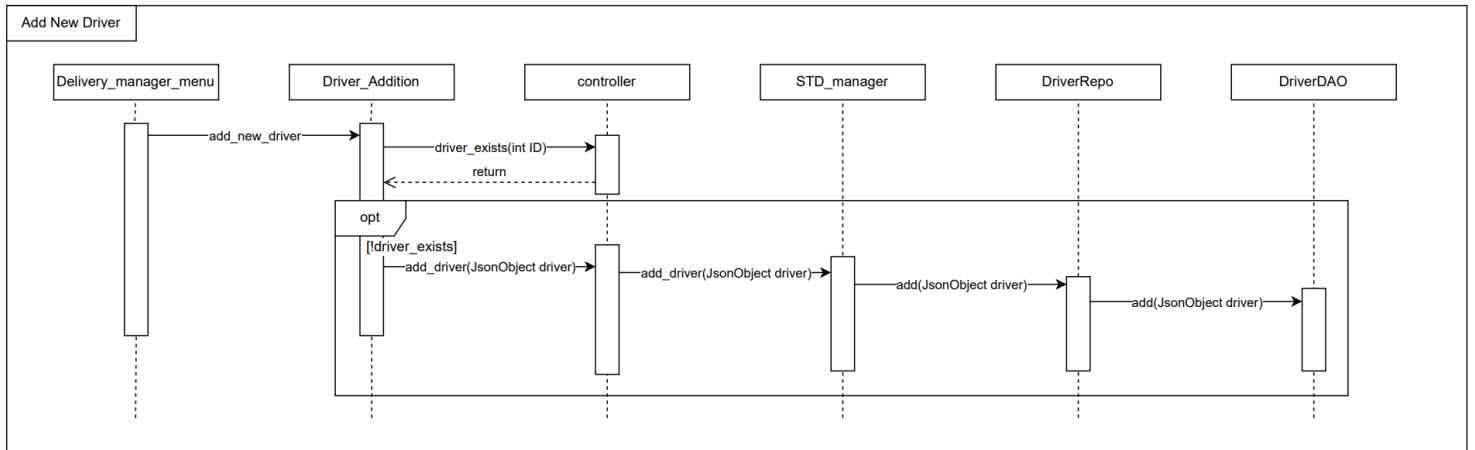 Add New Driver
Delivery_manager_menu
Driver_Addition
controller
STD_manager
DriverRepo
DriverDAO
add_new_driver
driver_exists(int ID)
return
opt
[!driver_exists]
add_driver(JsonObject driver)
add_driver(JsonObject driver)
add(JsonObject driver)
add(JsonObject driver)